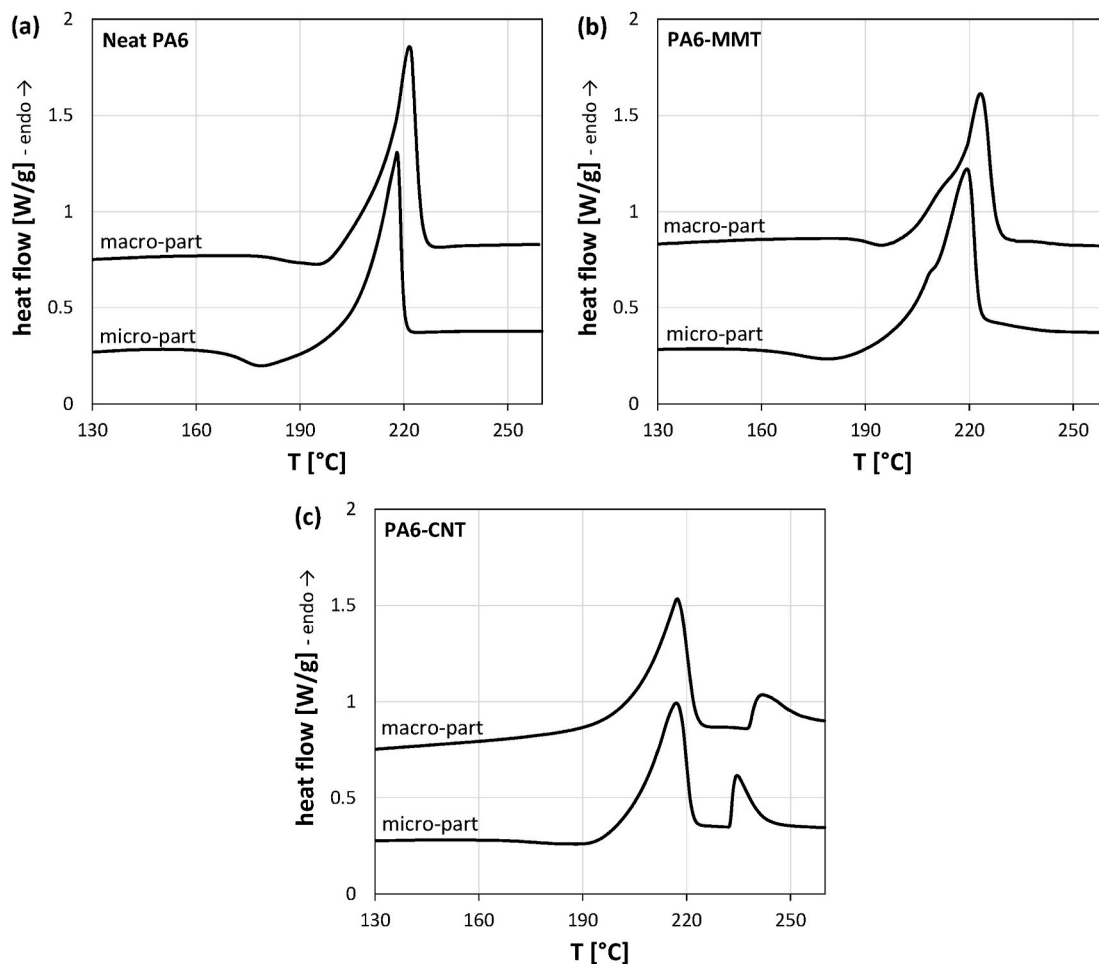 (a)
Neat PA6
heat flow [W/g] - endo →
2
1.5
1
0.5
0
macro-part
micro-part
130 160 190 220 250
T [°C]
(b)
PA6-MMT
heat flow [W/g] - endo →
2
1.5
1
0.5
0
macro-part
micro-part
130 160 190 220 250
T [°C]
(c)
PA6-CNT
heat flow [W/g] - endo →
2
1.5
1
0.5
0
macro-part
micro-part
130 160 190 220 250
T [°C]